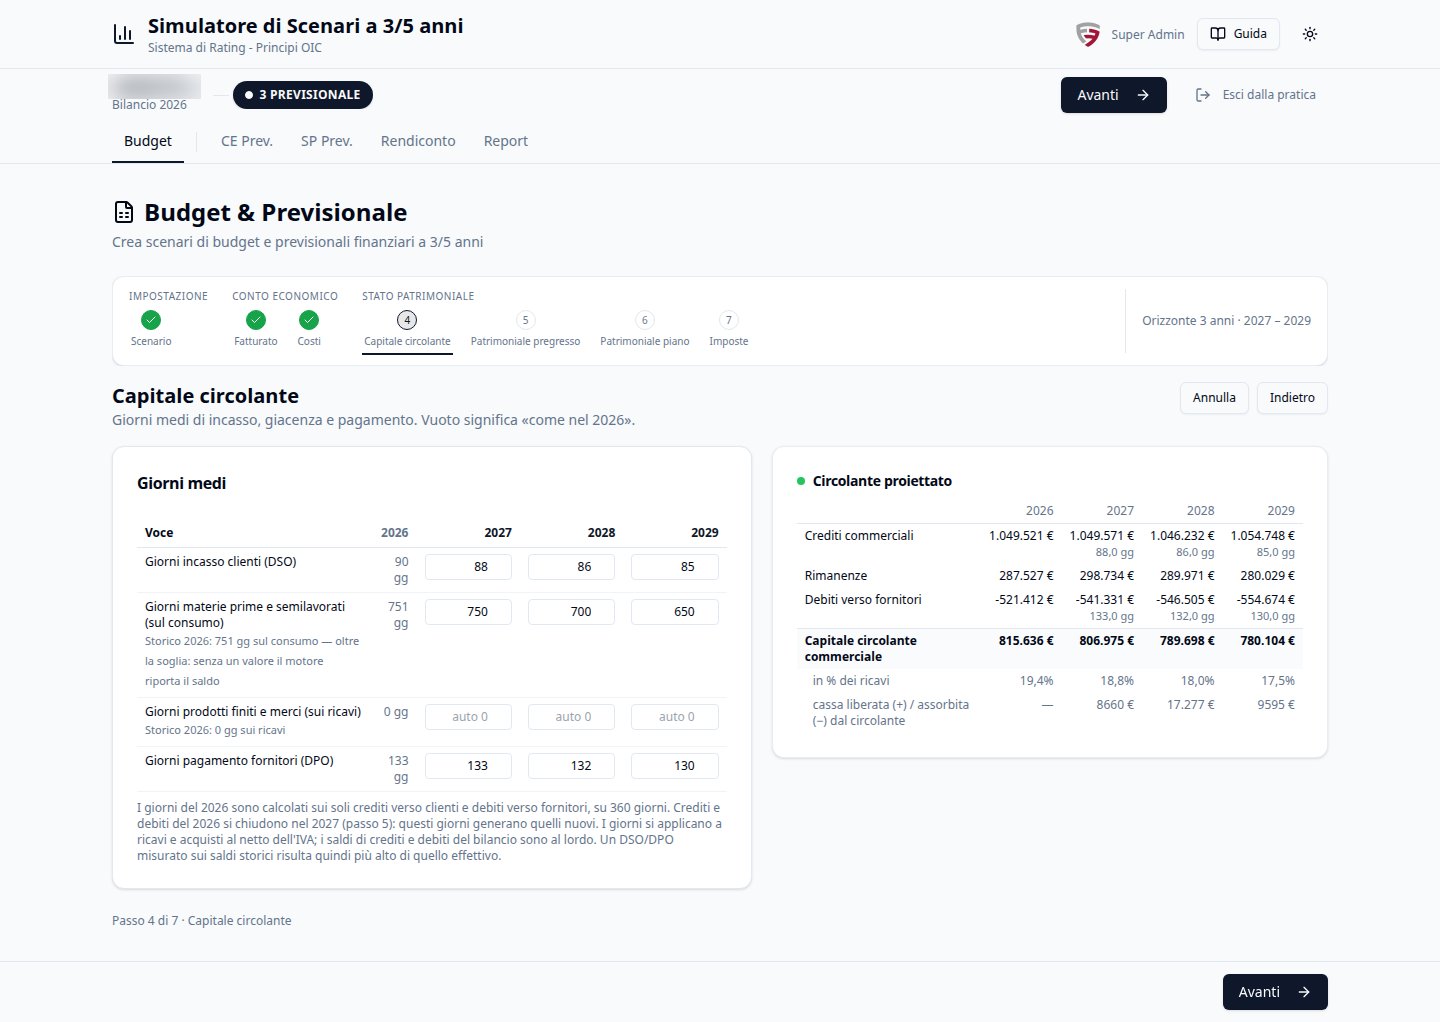 Simulatore di Scenari a 3/5 anni
Sistema di Rating - Principi OIC
Super Admin
Guida
Bilancio 2026
3 PREVISIONALE
Avanti
Esci dalla pratica
Budget
CE Prev.
SP Prev.
Rendiconto
Report
Budget & Previsionale
Crea scenari di budget e previsionali finanziari a 3/5 anni
IMPOSTAZIONE
CONTO ECONOMICO
STATO PATRIMONIALE
4
5
6
7
Scenario
Fatturato
Costi
Capitale circolante
Patrimoniale pregresso
Patrimoniale piano
Imposte
Orizzonte 3 anni · 2027 – 2029
Capitale circolante
Giorni medi di incasso, giacenza e pagamento. Vuoto significa «come nel 2026».
Annulla
Indietro
Giorni medi
Voce 2026 2027 2028 2029
Giorni incasso clienti (DSO) 90 gg 88 86 85
Giorni materie prime e semilavorati (sul consumo) 751 gg 750 700 650
Storico 2026: 751 gg sul consumo — oltre
la soglia: senza un valore il motore
riporta il saldo
Giorni prodotti finiti e merci (sui ricavi) 0 gg auto 0 auto 0 auto 0
Storico 2026: 0 gg sui ricavi
Giorni pagamento fornitori (DPO) 133 gg 133 132 130
I giorni del 2026 sono calcolati sui soli crediti verso clienti e debiti verso fornitori, su 360 giorni. Crediti e
debiti del 2026 si chiudono nel 2027 (passo 5): questi giorni generano quelli nuovi. I giorni si applicano a
ricavi e acquisti al netto dell'IVA; i saldi di crediti e debiti del bilancio sono al lordo. Un DSO/DPO
misurato sui saldi storici risulta quindi più alto di quello effettivo.
Circolante proiettato
2026 2027 2028 2029
Crediti commerciali 1.049.521 € 1.049.571 € 1.046.232 € 1.054.748 €
88,0 gg 86,0 gg 85,0 gg
Rimanenze 287.527 € 298.734 € 289.971 € 280.029 €
Debiti verso fornitori -521.412 € -541.331 € -546.505 € -554.674 €
133,0 gg 132,0 gg 130,0 gg
Capitale circolante commerciale 815.636 € 806.975 € 789.698 € 780.104 €
in % dei ricavi 19,4% 18,8% 18,0% 17,5%
cassa liberata (+) / assorbita (−) dal circolante — 8660 € 17.277 € 9595 €
Passo 4 di 7 · Capitale circolante
Avanti